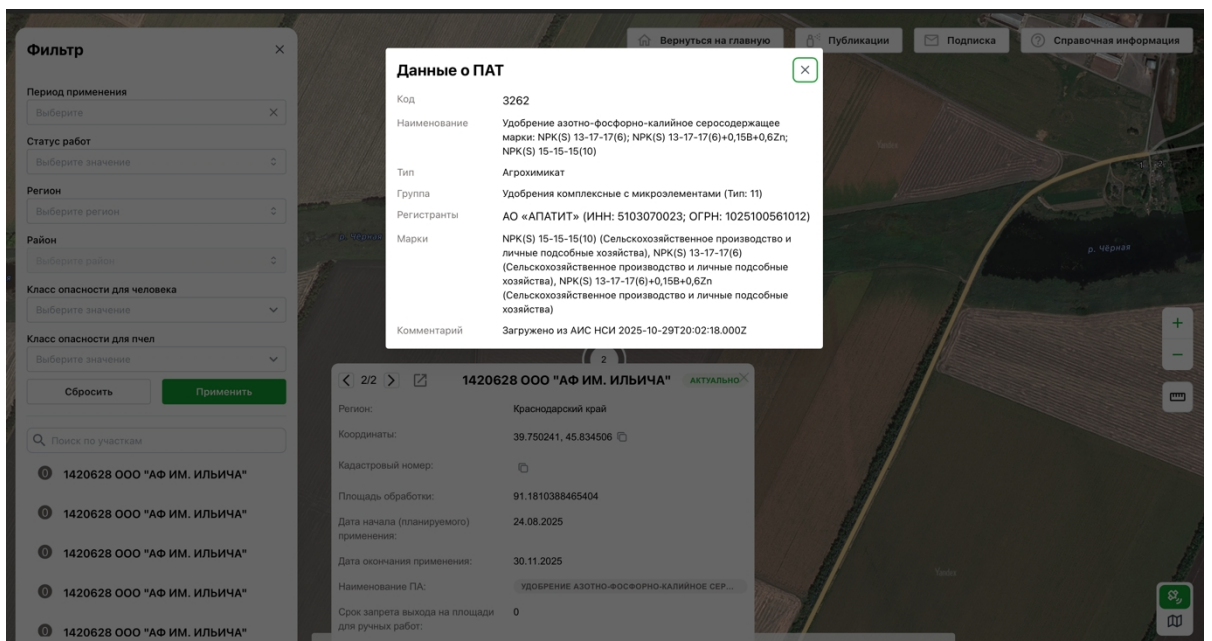 Фильтр
Период применения
Выберите
Статус работ
Выберите значение
Регион
Выберите регион
Район
Выберите район
Класс опасности для человека
Выберите значение
Класс опасности для пчел
Выберите значение
Сбросить
Применить
Поиск по участкам
0 1420628 ООО "АФ ИМ. ИЛЬИЧА"
0 1420628 ООО "АФ ИМ. ИЛЬИЧА"
0 1420628 ООО "АФ ИМ. ИЛЬИЧА"
0 1420628 ООО "АФ ИМ. ИЛЬИЧА"
0 1420628 ООО "АФ ИМ. ИЛЬИЧА"
Вернуться на главную
Публикации
Подписка
Справочная информация
Данные о ПАТ
Код 3262
Наименование Удобрение азотно-фосфорно-калийное серосодержащее
марки: NPK(S) 13-17-17(6); NPK(S) 13-17-17(6)+0,15B+0,6Zn;
NPK(S) 15-15-15(10)
Тип Агрохимикат
Группа Удобрения комплексные с микроэлементами (Тип: 11)
Регистранты АО «АПАТИТ» (ИНН: 5103070023; ОГРН: 1025100561012)
Марки NPK(S) 15-15-15(10) (Сельскохозяйственное производство и
личные подсобные хозяйства), NPK(S) 13-17-17(6)
(Сельскохозяйственное производство и личные подсобные
хозяйства), NPK(S) 13-17-17(6)+0,15B+0,6Zn
(Сельскохозяйственное производство и личные подсобные
хозяйства)
Комментарий Загружено из АИС НСИ 2025-10-29T20:02:18.000Z
р. Чёрная
р. Чёрная
Yandex
2
2/2 1420628 ООО "АФ ИМ. ИЛЬИЧА" АКТУАЛЬНО
Регион: Краснодарский край
Координаты: 39.750241, 45.834506
Кадастровый номер:
Площадь обработки: 91.1810388465404
Дата начала (планируемого)
применения: 24.08.2025
Дата окончания применения: 30.11.2025
Наименование ПА: УДОБРЕНИЕ АЗОТНО-ФОСФОРНО-КАЛИЙНОЕ СЕР...
Срок запрета выхода на площади
для ручных работ: 0
Yandex